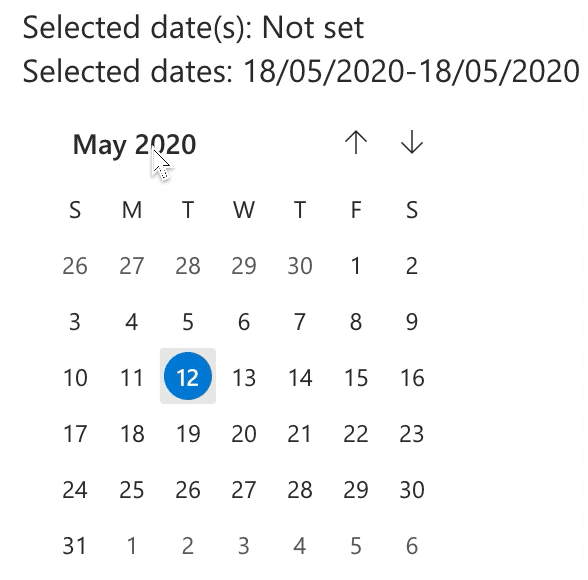 Selected date(s): Not set
Selected dates: 18/05/2020-18/05/2020
May 2020
S M T W T F S
26 27 28 29 30 1 2
3 4 5 6 7 8 9
10 11 12 13 14 15 16
17 18 19 20 21 22 23
24 25 26 27 28 29 30
31 1 2 3 4 5 6